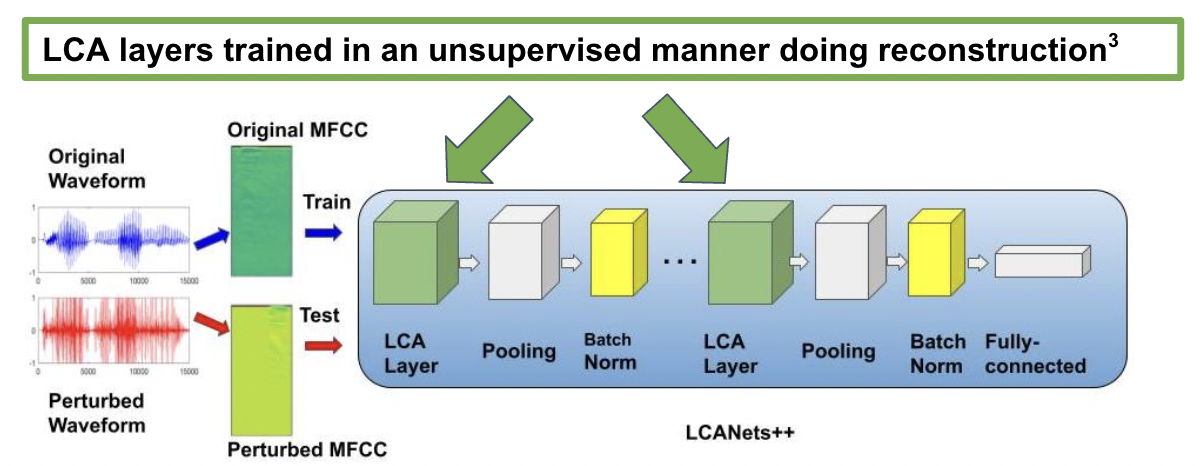 LCA layers trained in an unsupervised manner doing reconstruction3
Original MFCC
Original
Waveform
1
0
-1
0
5000
10000
15000
Train
1
0
-1
0
5000
10000
15000
Test
Perturbed
Waveform
Perturbed MFCC
...
LCA
Layer
Pooling
Batch
Norm
LCA
Layer
Pooling
Batch
Norm
Fully-
connected
LCANets++